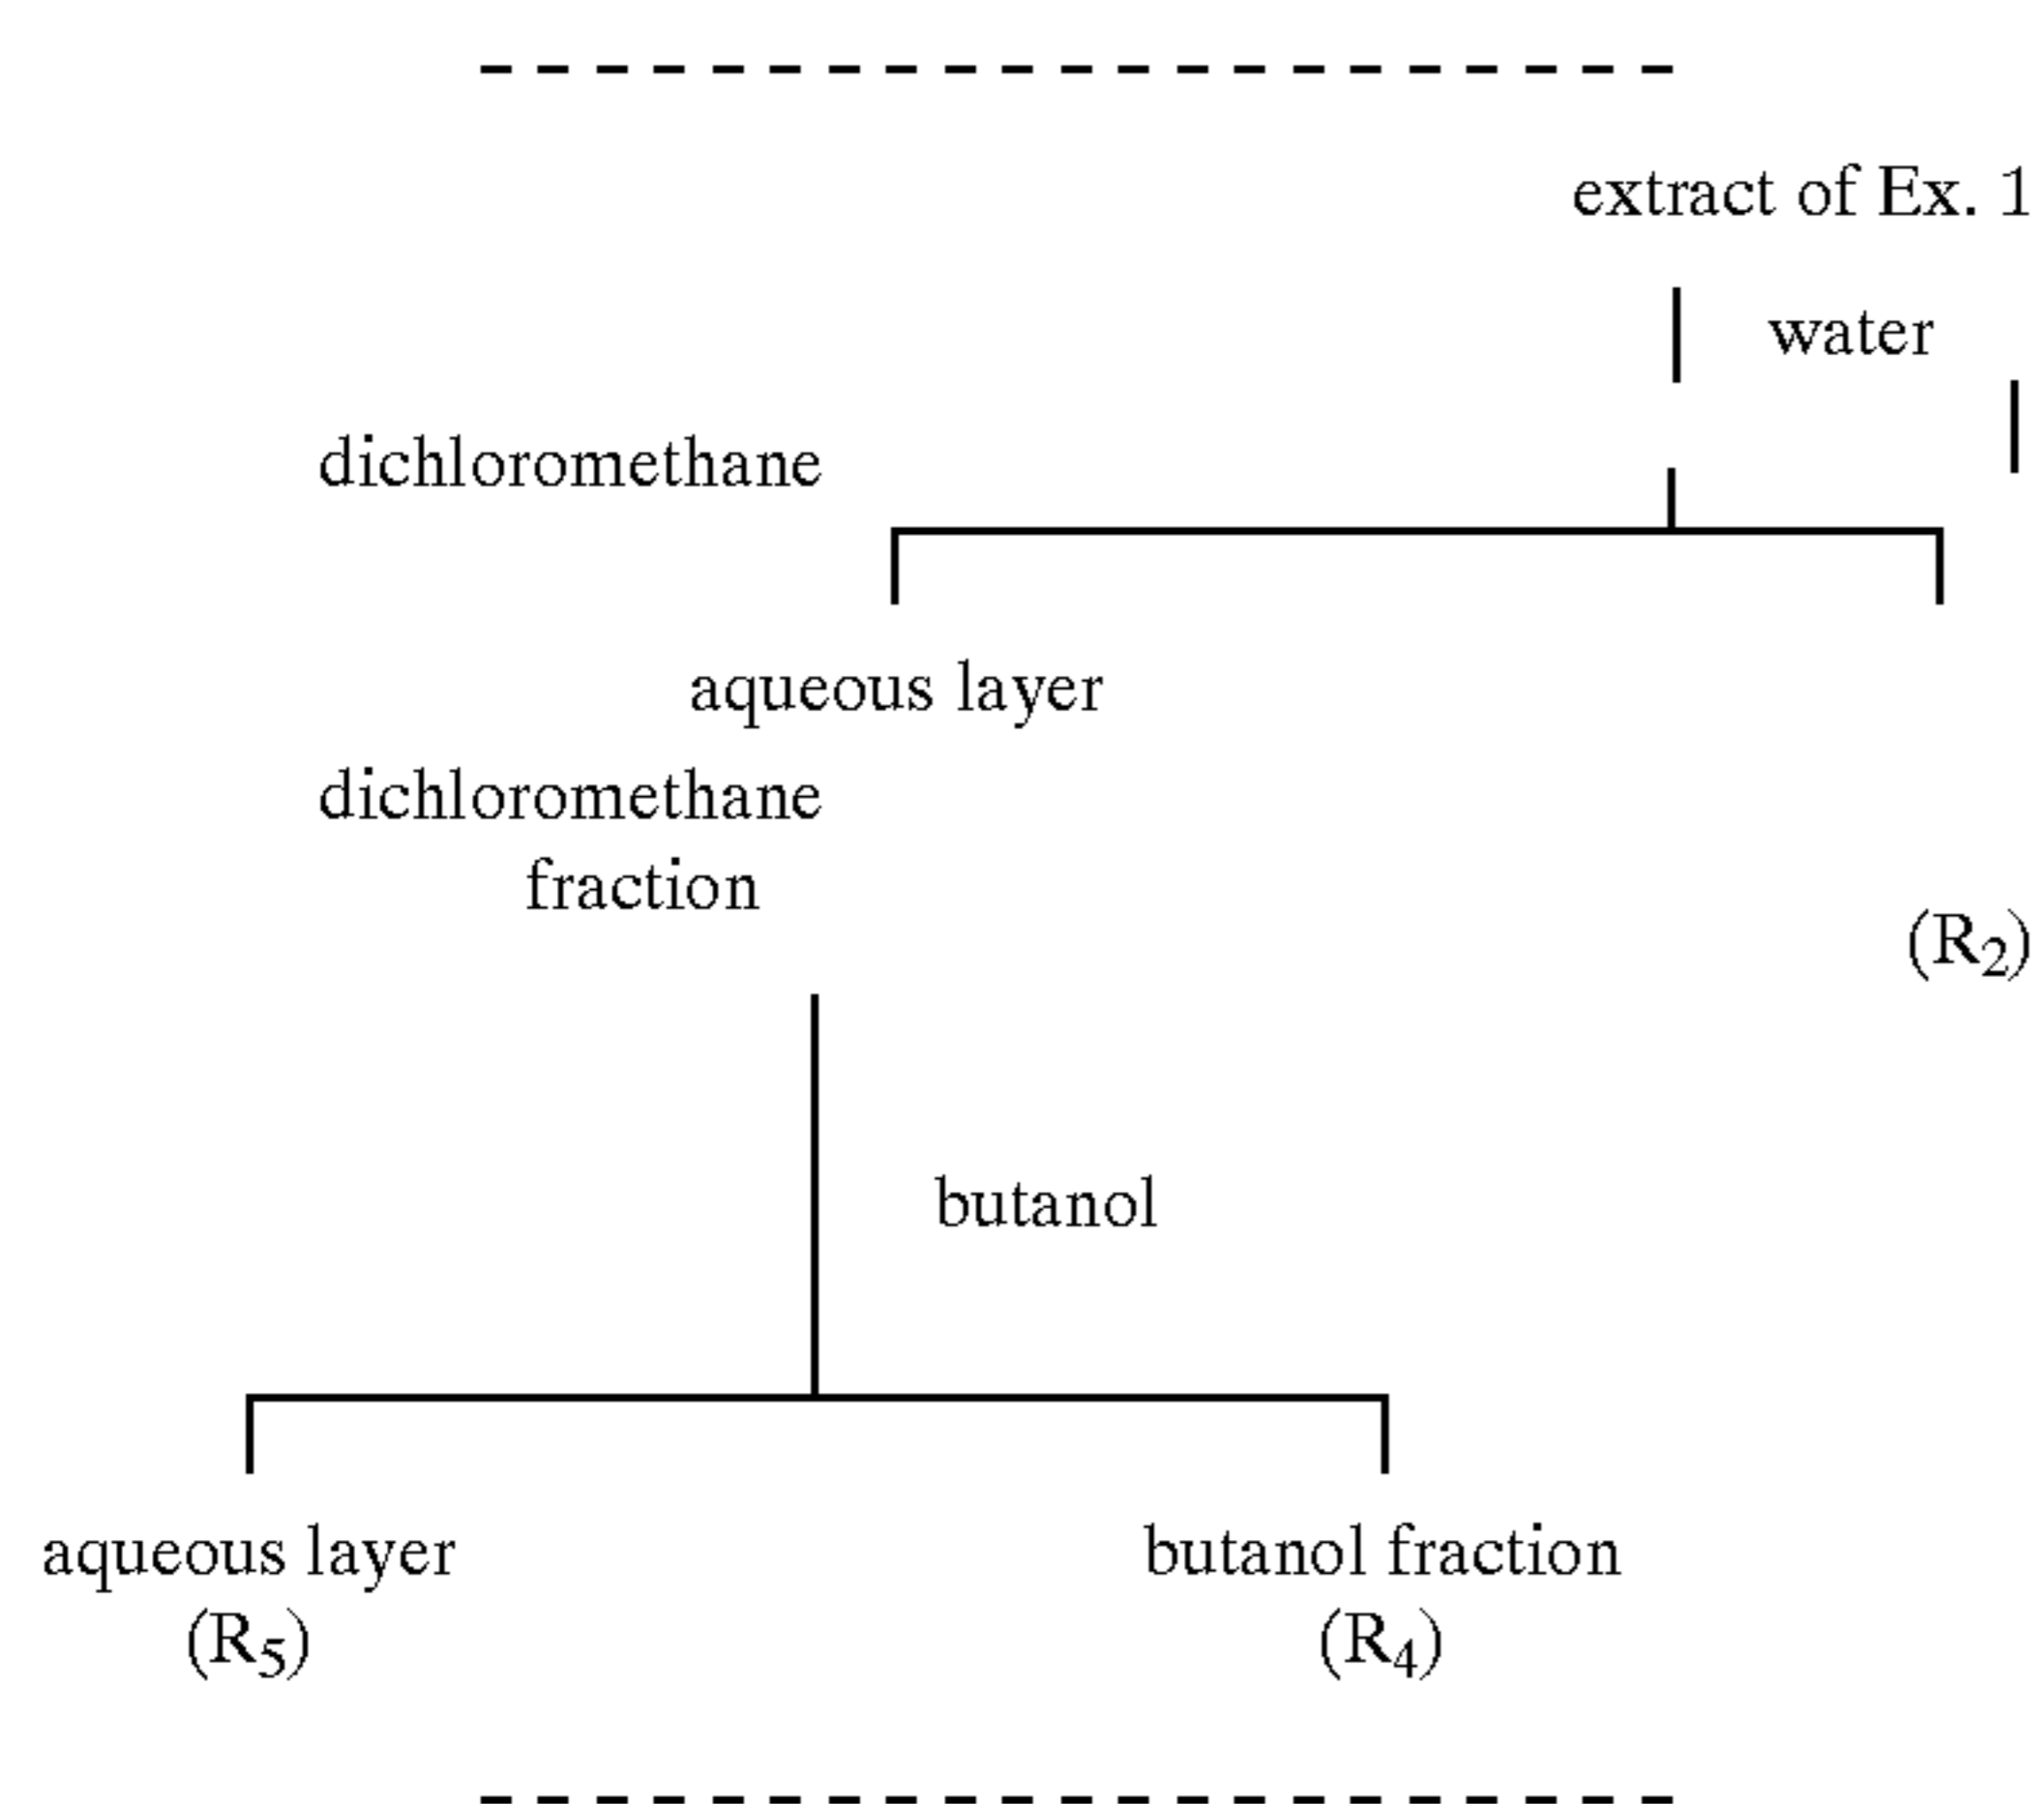 extract of Ex. 1
water
dichloromethane
aqueous layer
dichloromethane
fraction
(R₂)
butanol
aqueous layer
(R₅)
butanol fraction
(R₄)